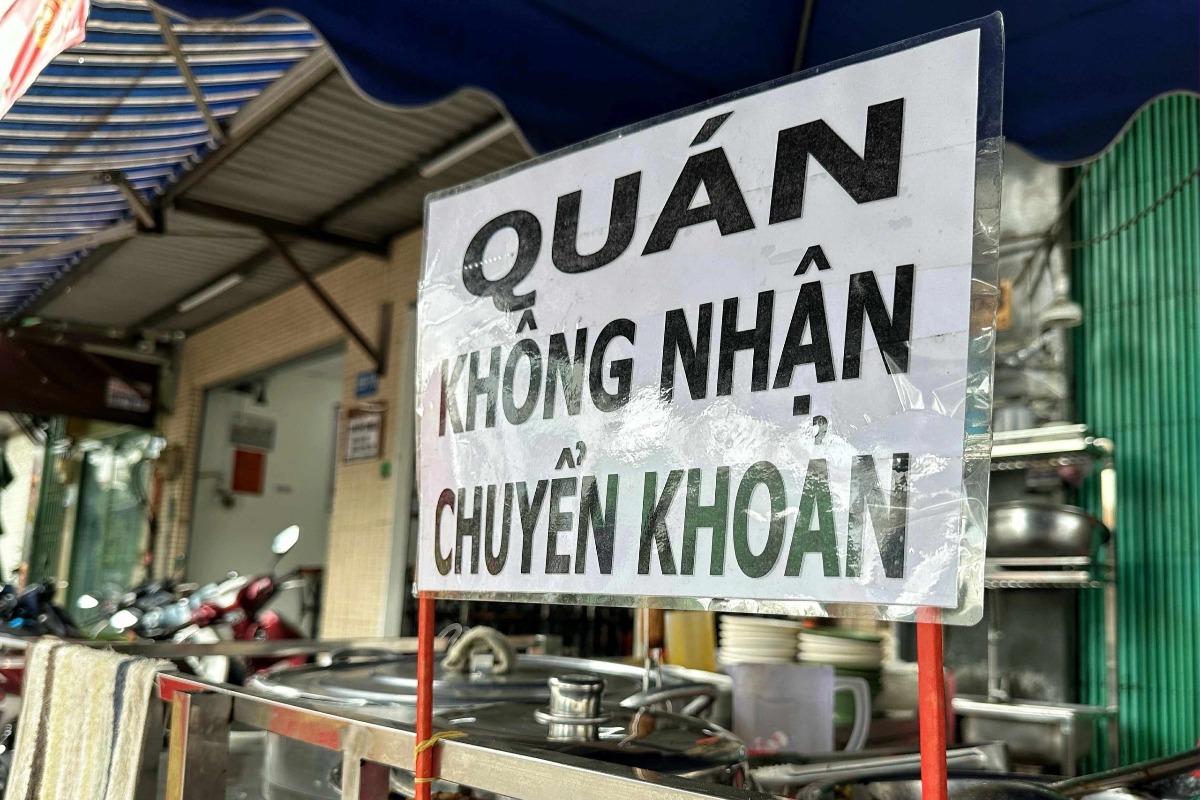 QUÁN
KHÔNG NHẬN
CHUYỂN KHOẢN